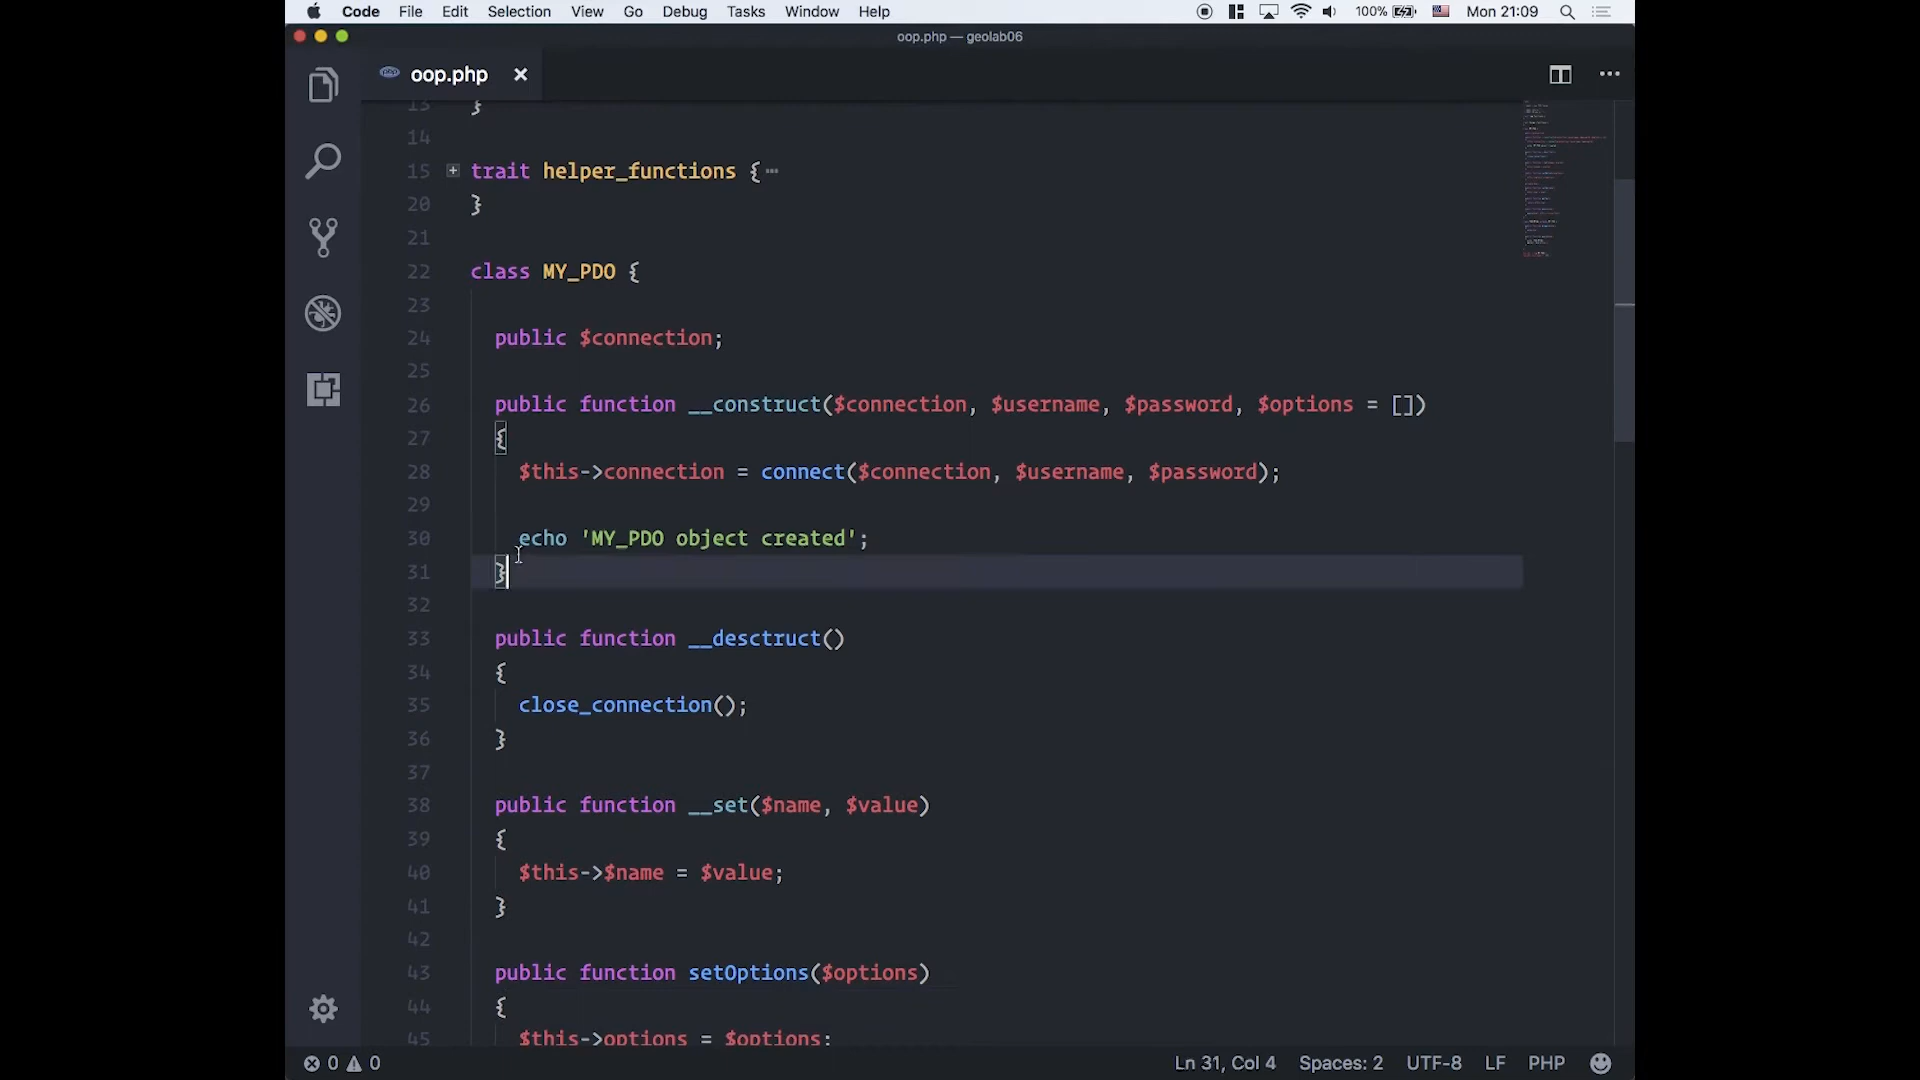 Code File Edit Selection View Go Debug Tasks Window Help 100% Mon 21:09
oop.php — geolab06
php oop.php
13 }
14
15 trait helper_functions {
20 }
21
22 class MY_PDO {
23
24 public $connection;
25
26 public function __construct($connection, $username, $password, $options = [])
27 {
28 $this->connection = connect($connection, $username, $password);
29
30 echo 'MY_PDO object created';
31 }
32
33 public function __desctruct()
34 {
35 close_connection();
36 }
37
38 public function __set($name, $value)
39 {
40 $this->$name = $value;
41 }
42
43 public function setOptions($options)
44 {
45 $this->options = $options;
0 0 Ln 31, Col 4 Spaces: 2 UTF-8 LF PHP